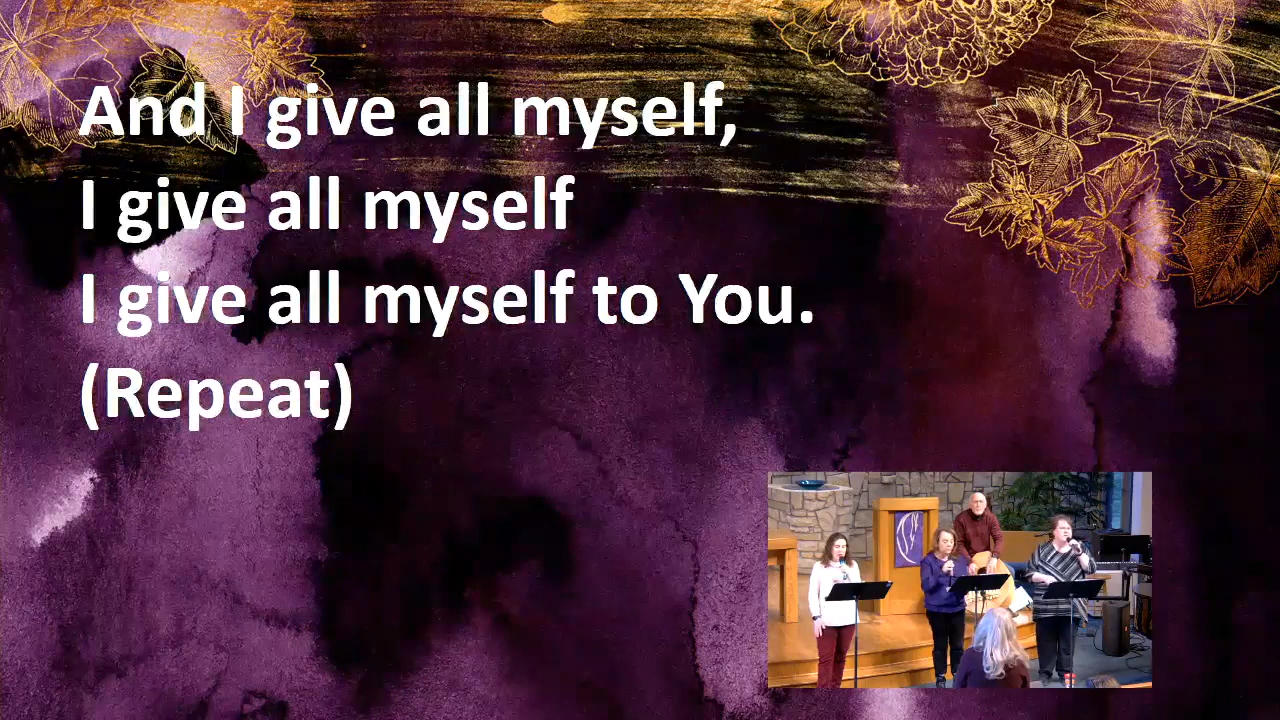 And I give all myself,
I give all myself
I give all myself to You.
(Repeat)